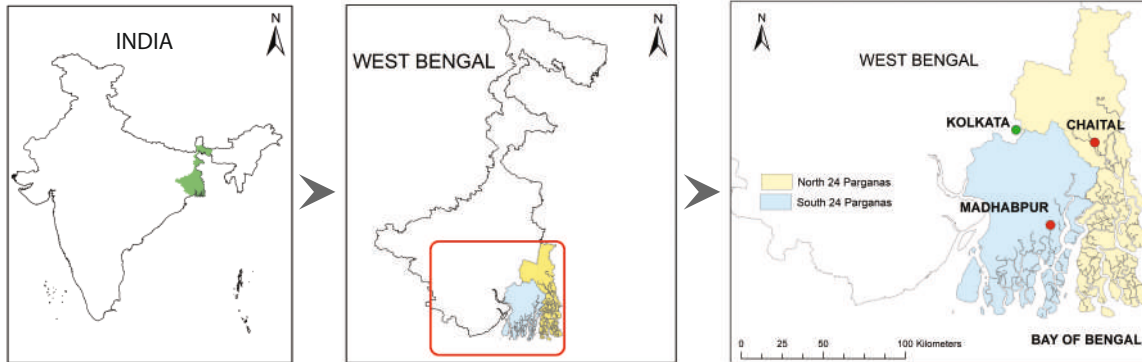 N
INDIA
N
WEST BENGAL
N
WEST BENGAL
KOLKATA
CHAITAL
North 24 Parganas
South 24 Parganas
MADHABPUR
0 25 50 100 Kilometers
BAY OF BENGAL